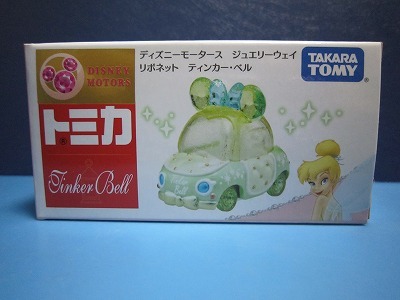 DISNEY
MOTORS
ディズニーモータース ジュエリーウェイ
リボネット ティンカー・ベル
TAKARA
TOMY
トミカ
®
Tinker Bell